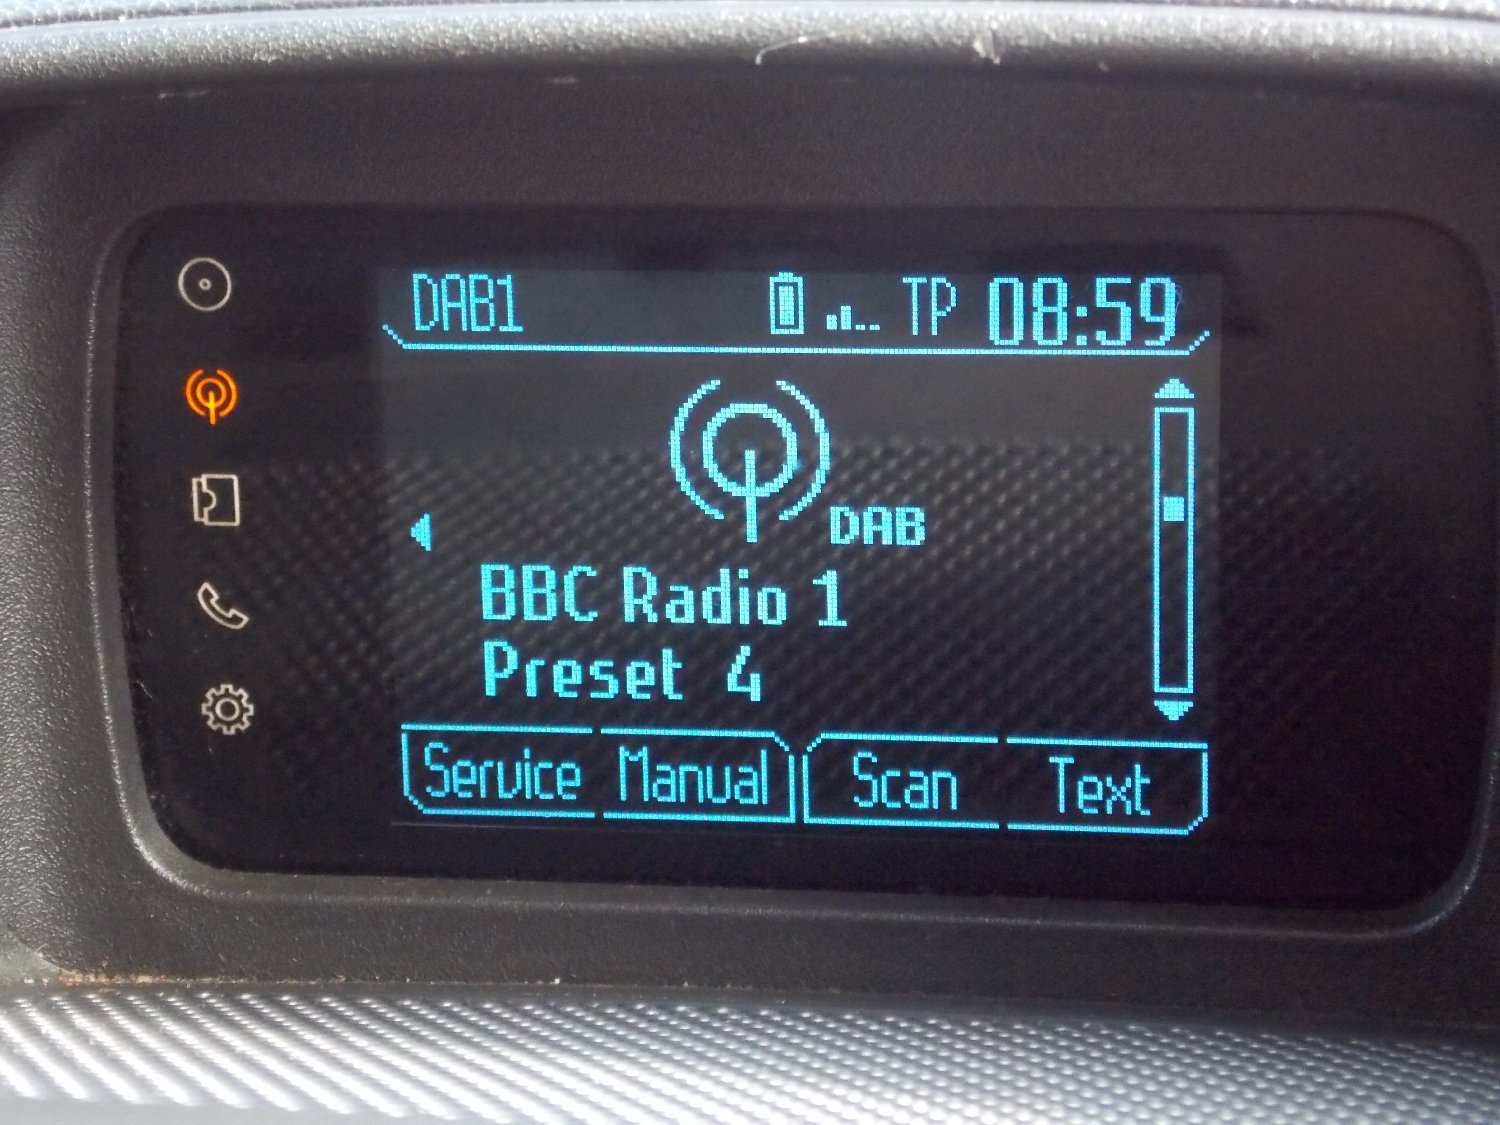 DAB1 TP 08:59
DAB
BBC Radio 1
Preset 4
Service Manual Scan Text